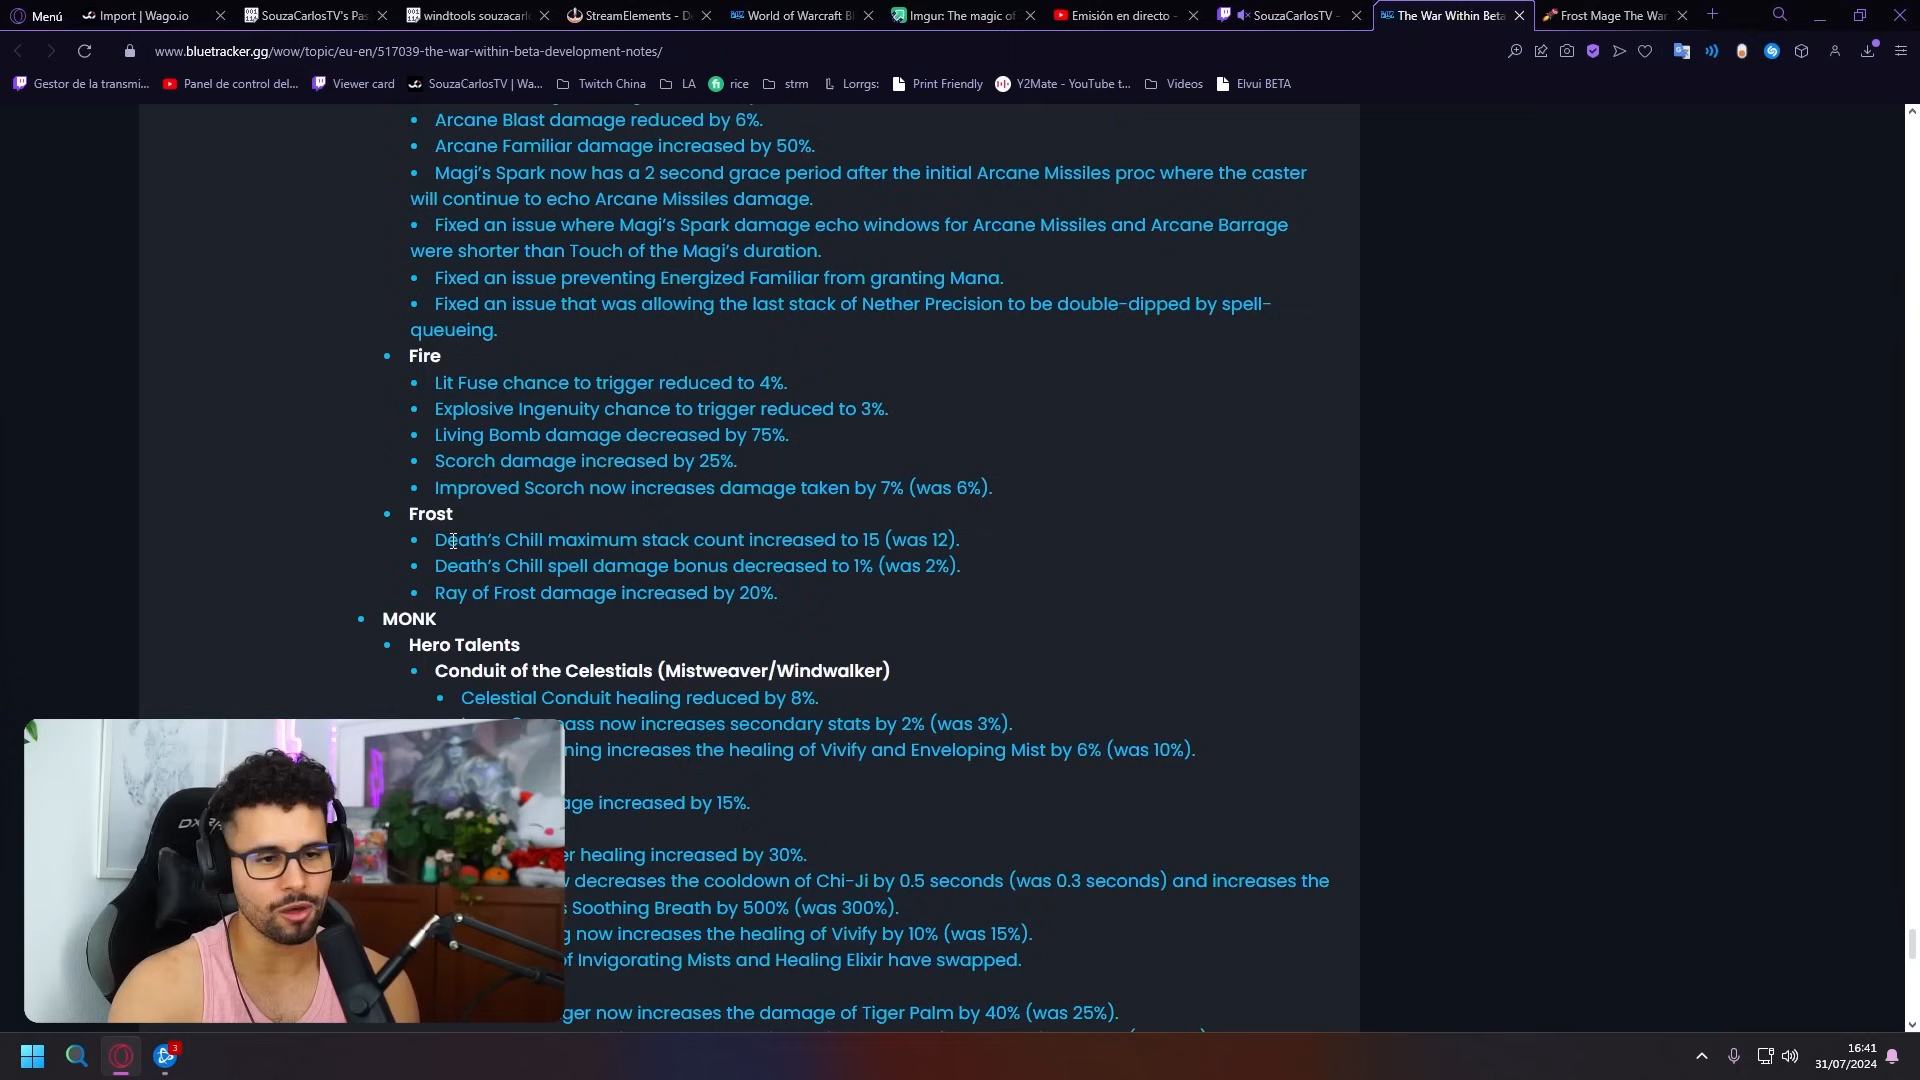 Menú
Import | Wago.io
SouzaCarlosTV's Pas
windtools souzacarl
StreamElements - D
World of Warcraft B
Imgur: The magic of
Emisión en directo -
SouzaCarlosTV -
The War Within Beta
Frost Mage The War
www.bluetracker.gg/wow/topic/eu-en/517039-the-war-within-beta-development-notes/
Gestor de la transmi...
Panel de control del...
Viewer card
SouzaCarlosTV | Wa...
Twitch China
LA
rice
strm
Lorrgs:
Print Friendly
Y2Mate - YouTube t...
Videos
Elvui BETA
Arcane Blast damage reduced by 6%.
Arcane Familiar damage increased by 50%.
Magi's Spark now has a 2 second grace period after the initial Arcane Missiles proc where the caster
will continue to echo Arcane Missiles damage.
Fixed an issue where Magi's Spark damage echo windows for Arcane Missiles and Arcane Barrage
were shorter than Touch of the Magi's duration.
Fixed an issue preventing Energized Familiar from granting Mana.
Fixed an issue that was allowing the last stack of Nether Precision to be double-dipped by spell-
queueing.
Fire
Lit Fuse chance to trigger reduced to 4%.
Explosive Ingenuity chance to trigger reduced to 3%.
Living Bomb damage decreased by 75%.
Scorch damage increased by 25%.
Improved Scorch now increases damage taken by 7% (was 6%).
Frost
Death's Chill maximum stack count increased to 15 (was 12).
Death's Chill spell damage bonus decreased to 1% (was 2%).
Ray of Frost damage increased by 20%.
MONK
Hero Talents
Conduit of the Celestials (Mistweaver/Windwalker)
Celestial Conduit healing reduced by 8%.
ass now increases secondary stats by 2% (was 3%).
ning increases the healing of Vivify and Enveloping Mist by 6% (was 10%).
age increased by 15%.
er healing increased by 30%.
w decreases the cooldown of Chi-Ji by 0.5 seconds (was 0.3 seconds) and increases the
s Soothing Breath by 500% (was 300%).
g now increases the healing of Vivify by 10% (was 15%).
of Invigorating Mists and Healing Elixir have swapped.
ger now increases the damage of Tiger Palm by 40% (was 25%).
3
16:41
31/07/2024